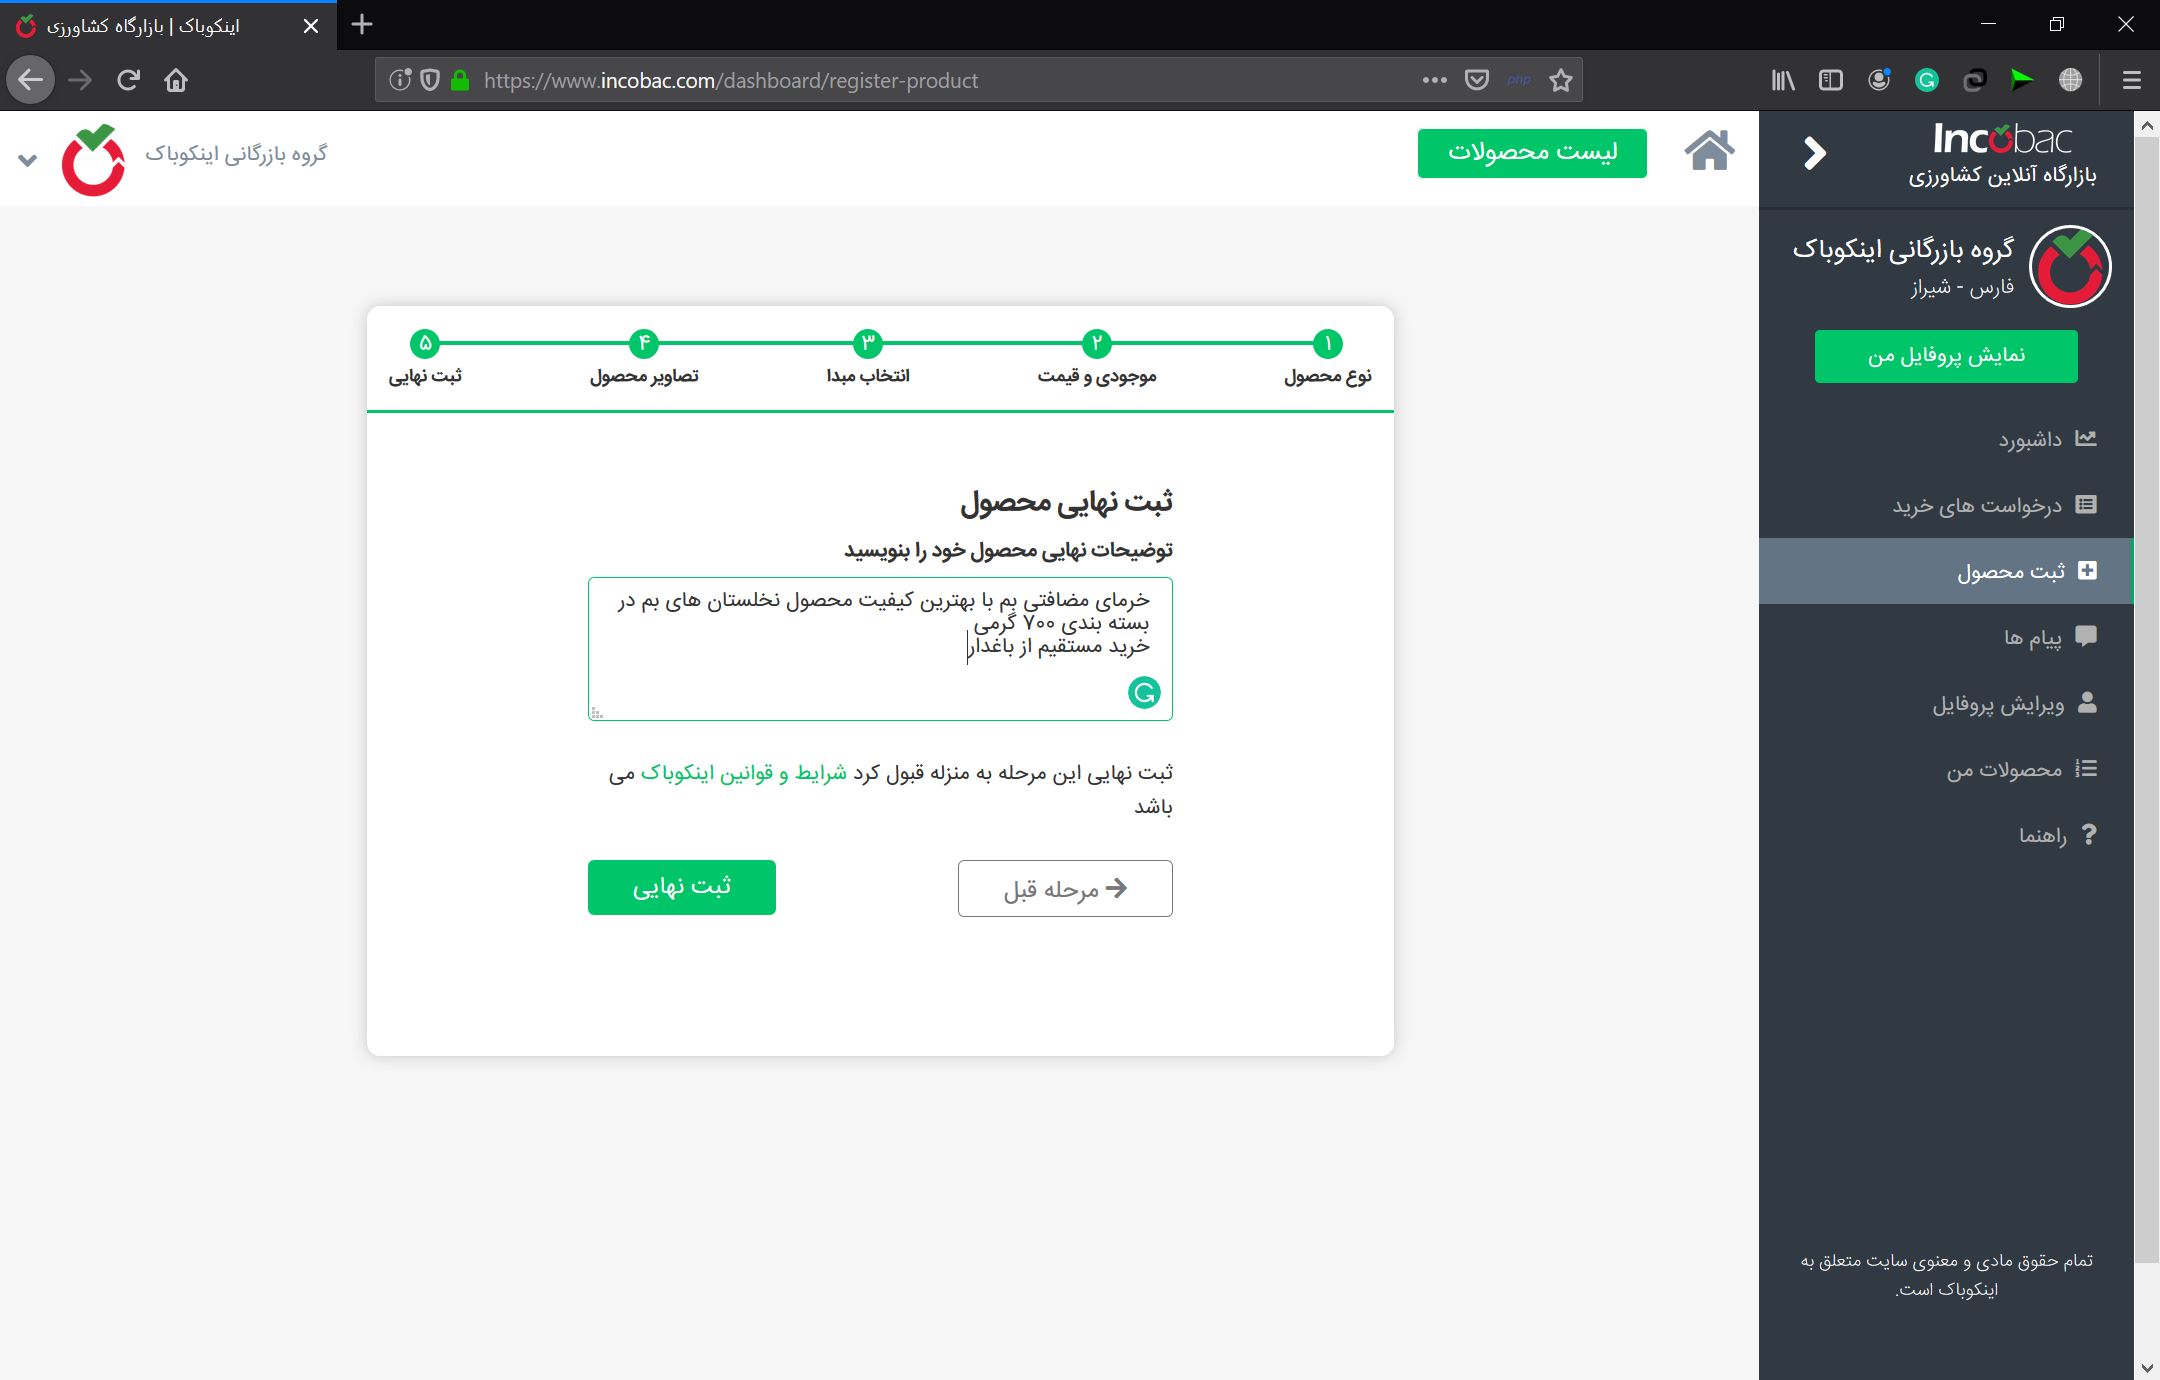 اینکوباک | بازارگاه کشاورزی
https://www.incobac.com/dashboard/register-product
php
Incobac
بازارگاه آنلاین کشاورزی
لیست محصولات
گروه بازرگانی اینکوباک
گروه بازرگانی اینکوباک
فارس - شیراز
نمایش پروفایل من
داشبورد
درخواست های خرید
ثبت محصول
پیام ها
ویرایش پروفایل
محصولات من
راهنما
تمام حقوق مادی و معنوی سایت متعلق به
اینکوباک است.
۱ ۲ ۳ ۴ ۵
نوع محصول موجودی و قیمت انتخاب مبدا تصاویر محصول ثبت نهایی
ثبت نهایی محصول
توضیحات نهایی محصول خود را بنویسید
خرمای مضافتی بم با بهترین کیفیت محصول نخلستان های بم در
بسته بندی ۷۰۰ گرمی
خرید مستقیم از باغدار
ثبت نهایی این مرحله به منزله قبول کرد شرایط و قوانین اینکوباک می
باشد
مرحله قبل
ثبت نهایی